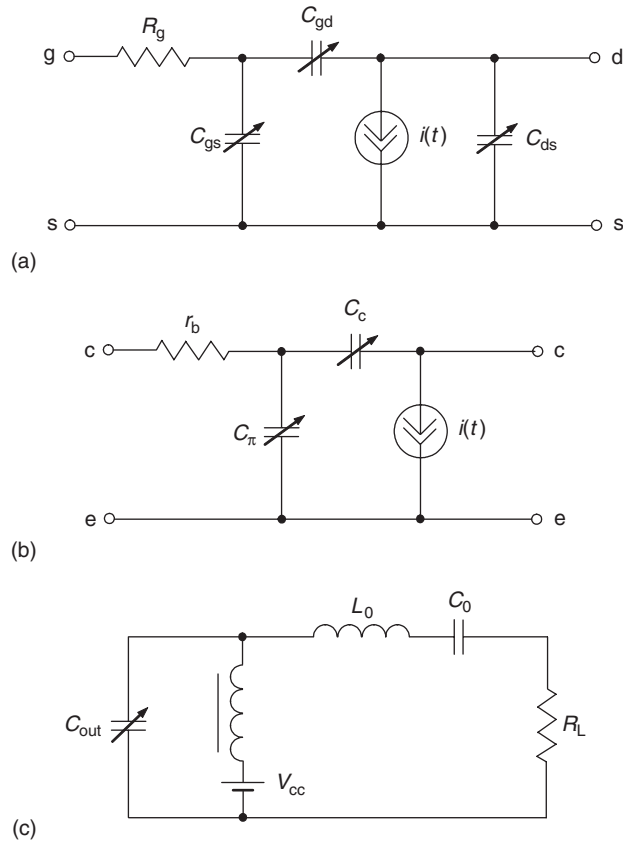 C_gd
R_g
g
d
C_gs
i(t)
C_ds
s
s
(a)
C_c
r_b
c
c
C_π
i(t)
e
e
(b)
L_0
C_0
C_out
R_L
V_cc
(c)